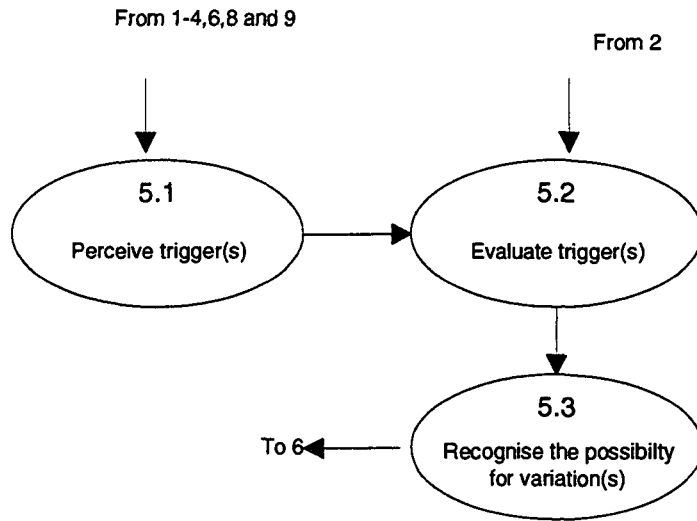 From 1-4,6,8 and 9
From 2
5.1
Perceive trigger(s)
5.2
Evaluate trigger(s)
5.3
Recognise the possibilty
for variation(s)
To 6